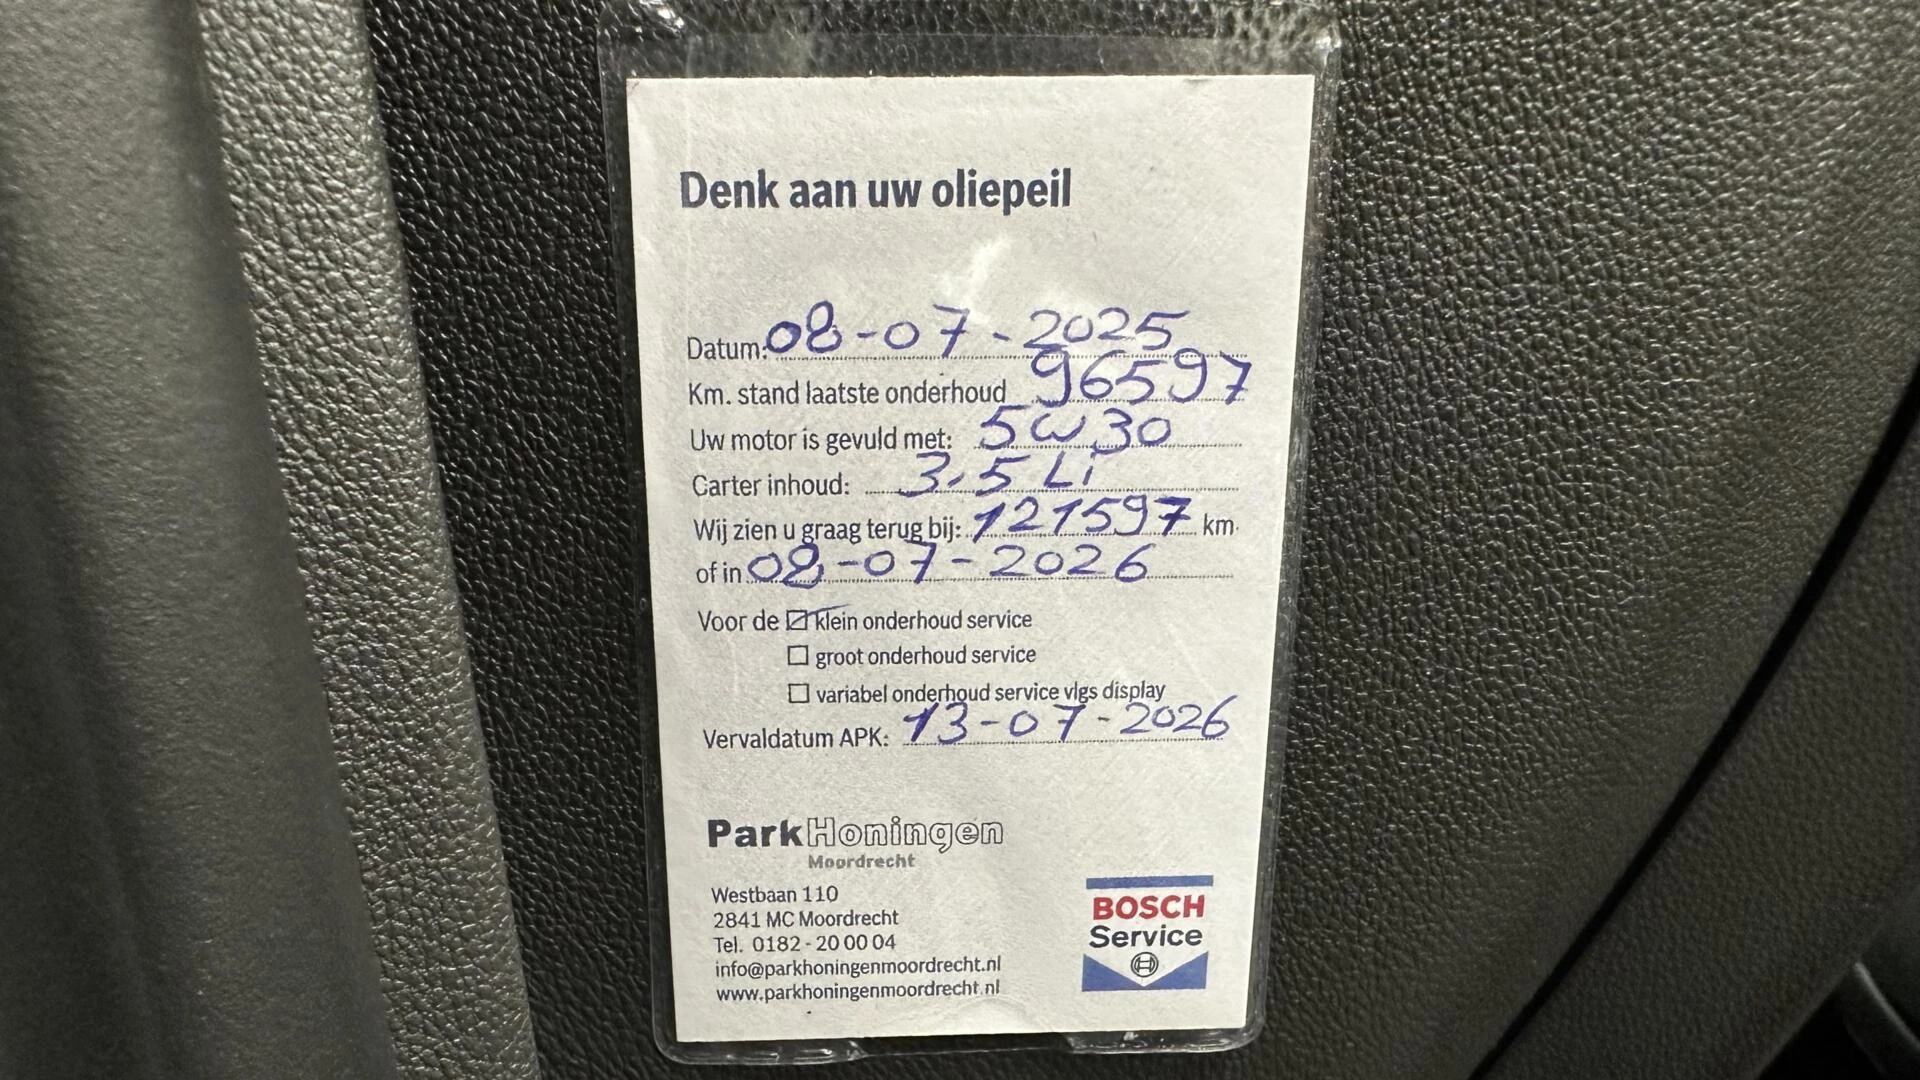 Denk aan uw oliepeil
Datum: 08-07-2025
Km. stand laatste onderhoud 96597
Uw motor is gevuld met: 5W30
Carter inhoud: 3,5 Li
Wij zien u graag terug bij: 121597 km.
of in 08-07-2026
Voor de ☑ klein onderhoud service
☐ groot onderhoud service
☐ variabel onderhoud service vlgs display
Vervaldatum APK: 13-07-2026
ParkHoningen
Moordrecht
Westbaan 110
2841 MC Moordrecht
Tel. 0182 - 20 00 04
info@parkhoningenmoordrecht.nl
www.parkhoningenmoordrecht.nl
BOSCH
Service